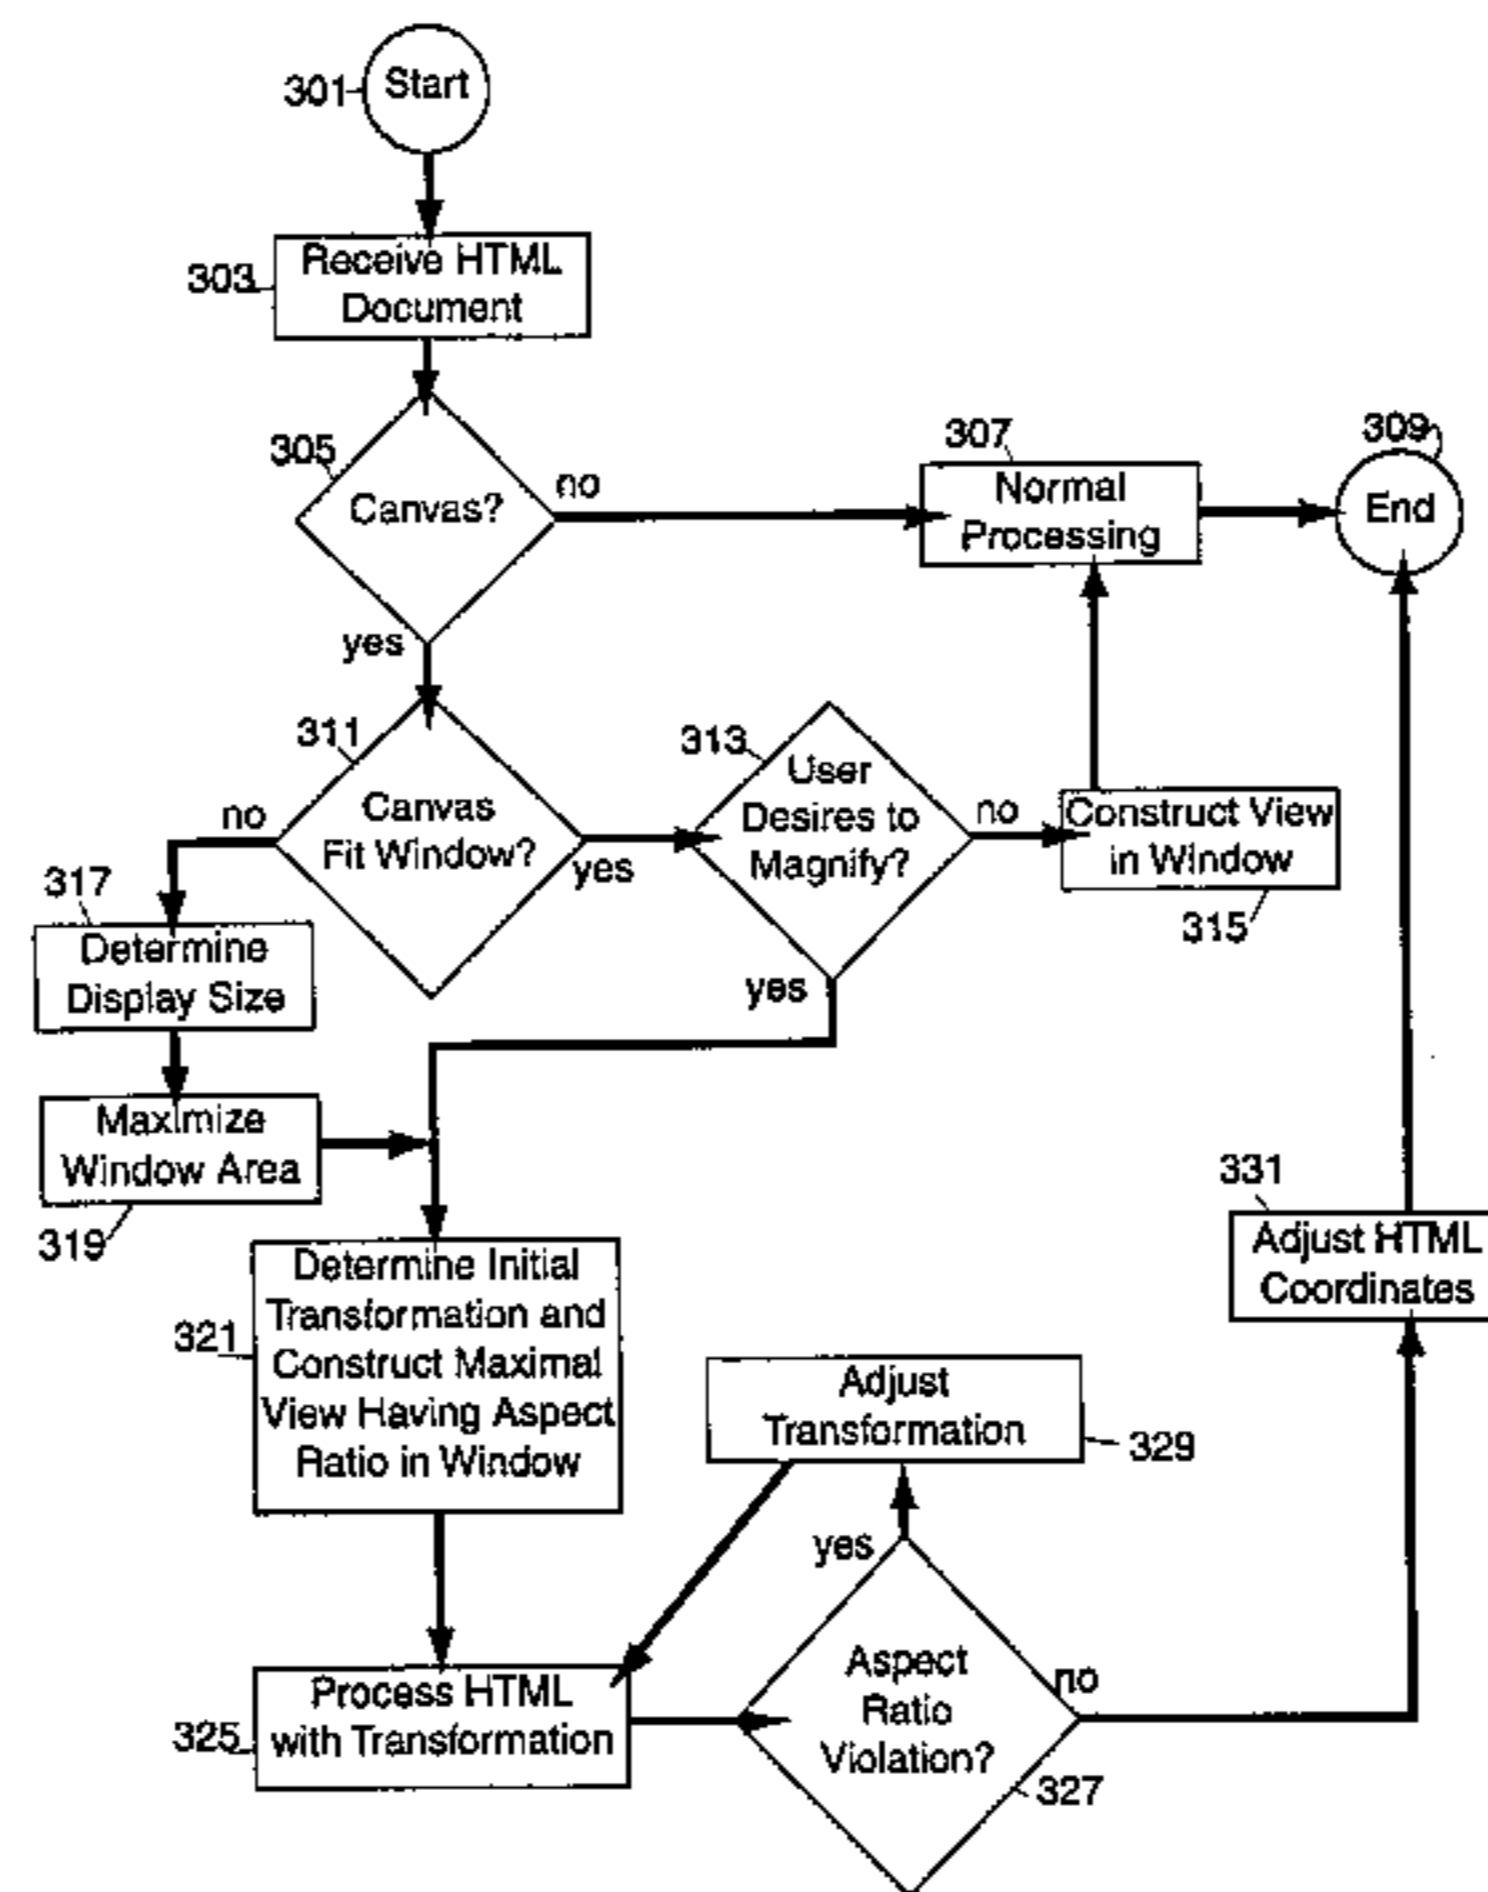 301
Start
303
Receive HTML
Document
305
Canvas?
no
yes
307
Normal
Processing
309
End
311
Canvas
Fit Window?
no
yes
313
User
Desires to
Magnify?
no
yes
Construct View
in Window
315
317
Determine
Display Size
Maximize
Window Area
319
321
Determine Initial
Transformation and
Construct Maximal
View Having Aspect
Ratio in Window
331
Adjust HTML
Coordinates
Adjust
Transformation
329
yes
325
Process HTML
with Transformation
Aspect
Ratio
Violation?
no
327